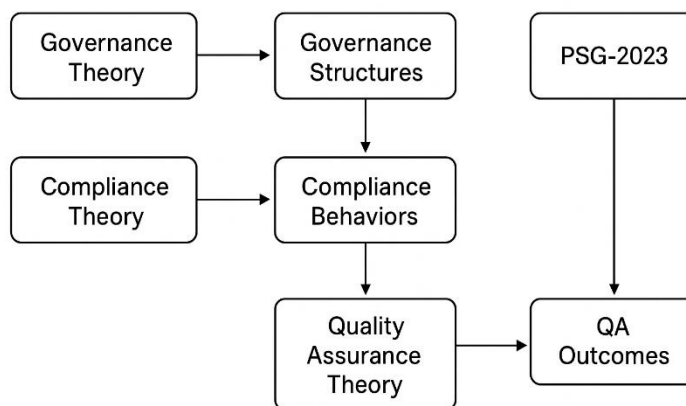 Governance
Theory
Governance
Structures
PSG-2023
Compliance
Theory
Compliance
Behaviors
Quality
Assurance
Theory
QA
Outcomes